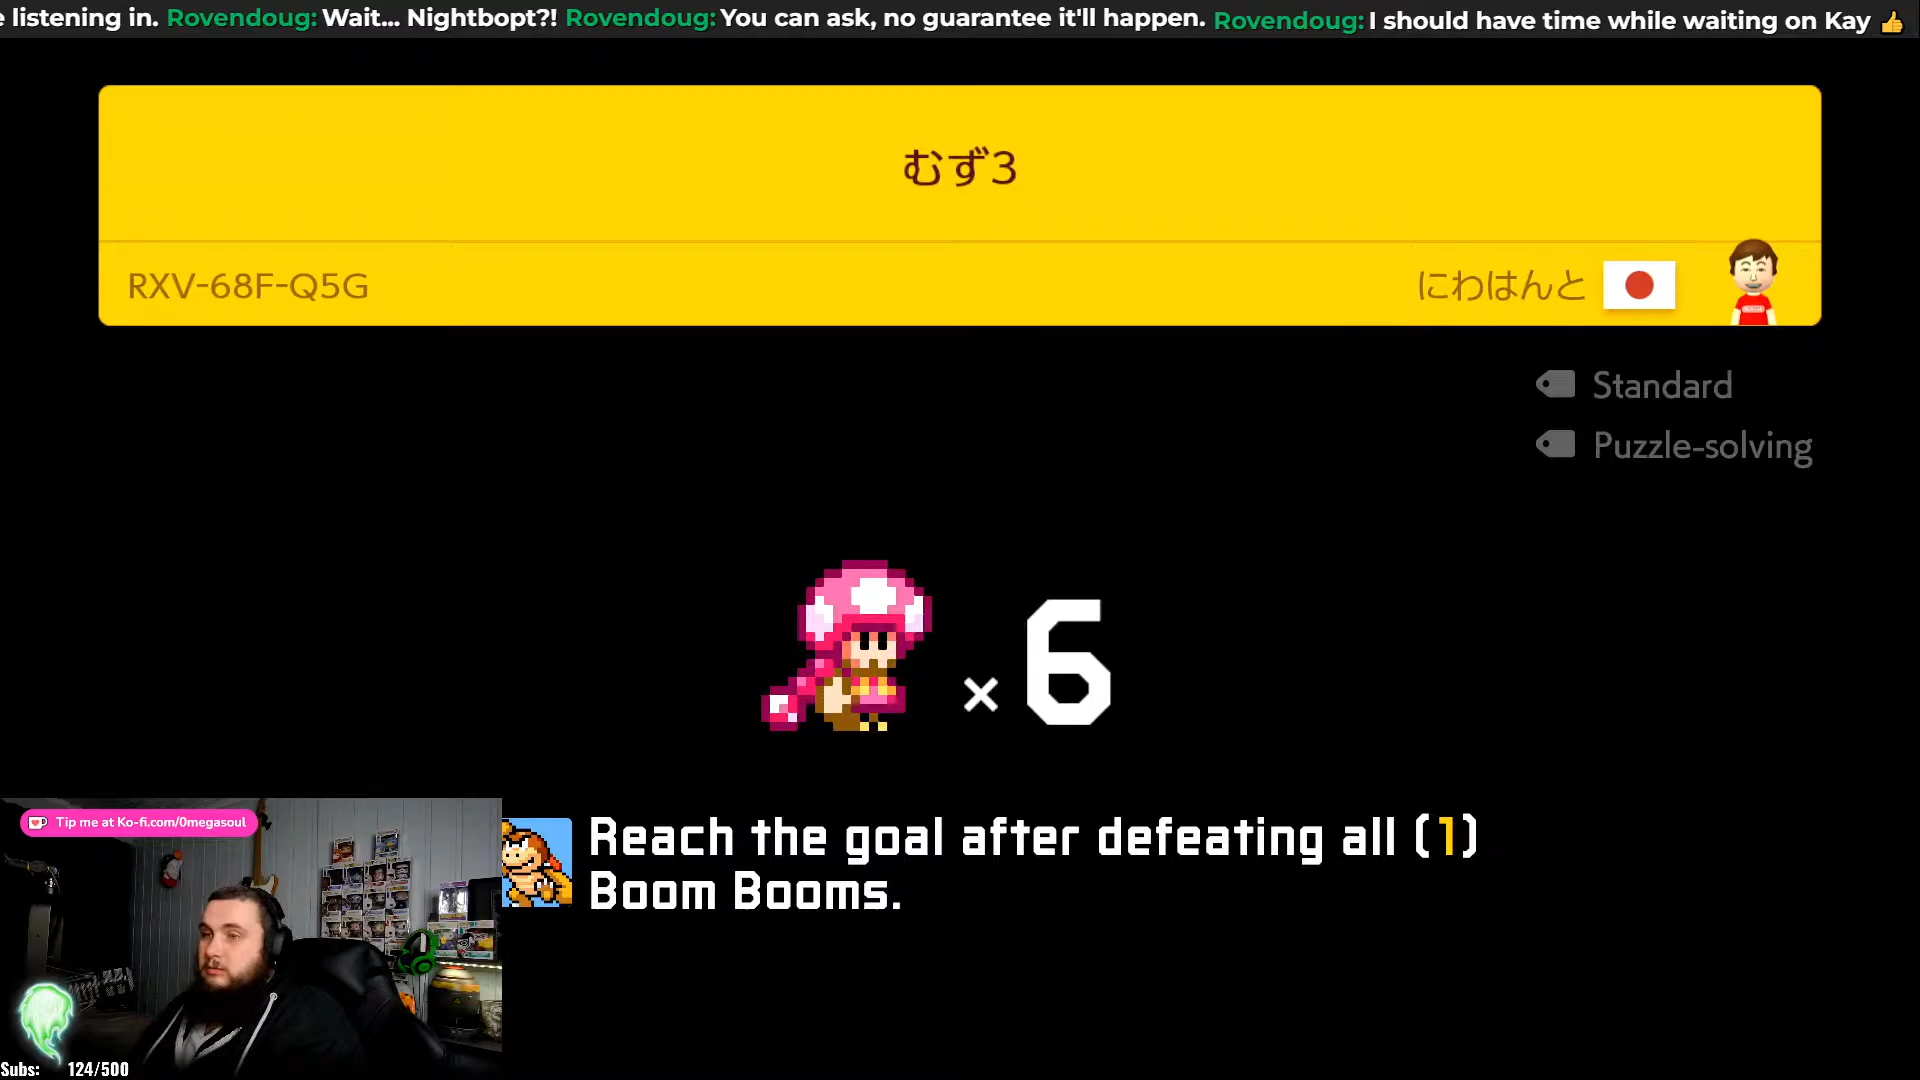 e listening in. Rovendoug: Wait... Nightbopt?! Rovendoug: You can ask, no guarantee it'll happen. Rovendoug: I should have time while waiting on Kay 👍
むず3
RXV-68F-Q5G
にわはんと
Standard
Puzzle-solving
× 6
Tip me at Ko-fi.com/0megasoul
Reach the goal after defeating all (1)
Boom Booms.
Subs: 124/500